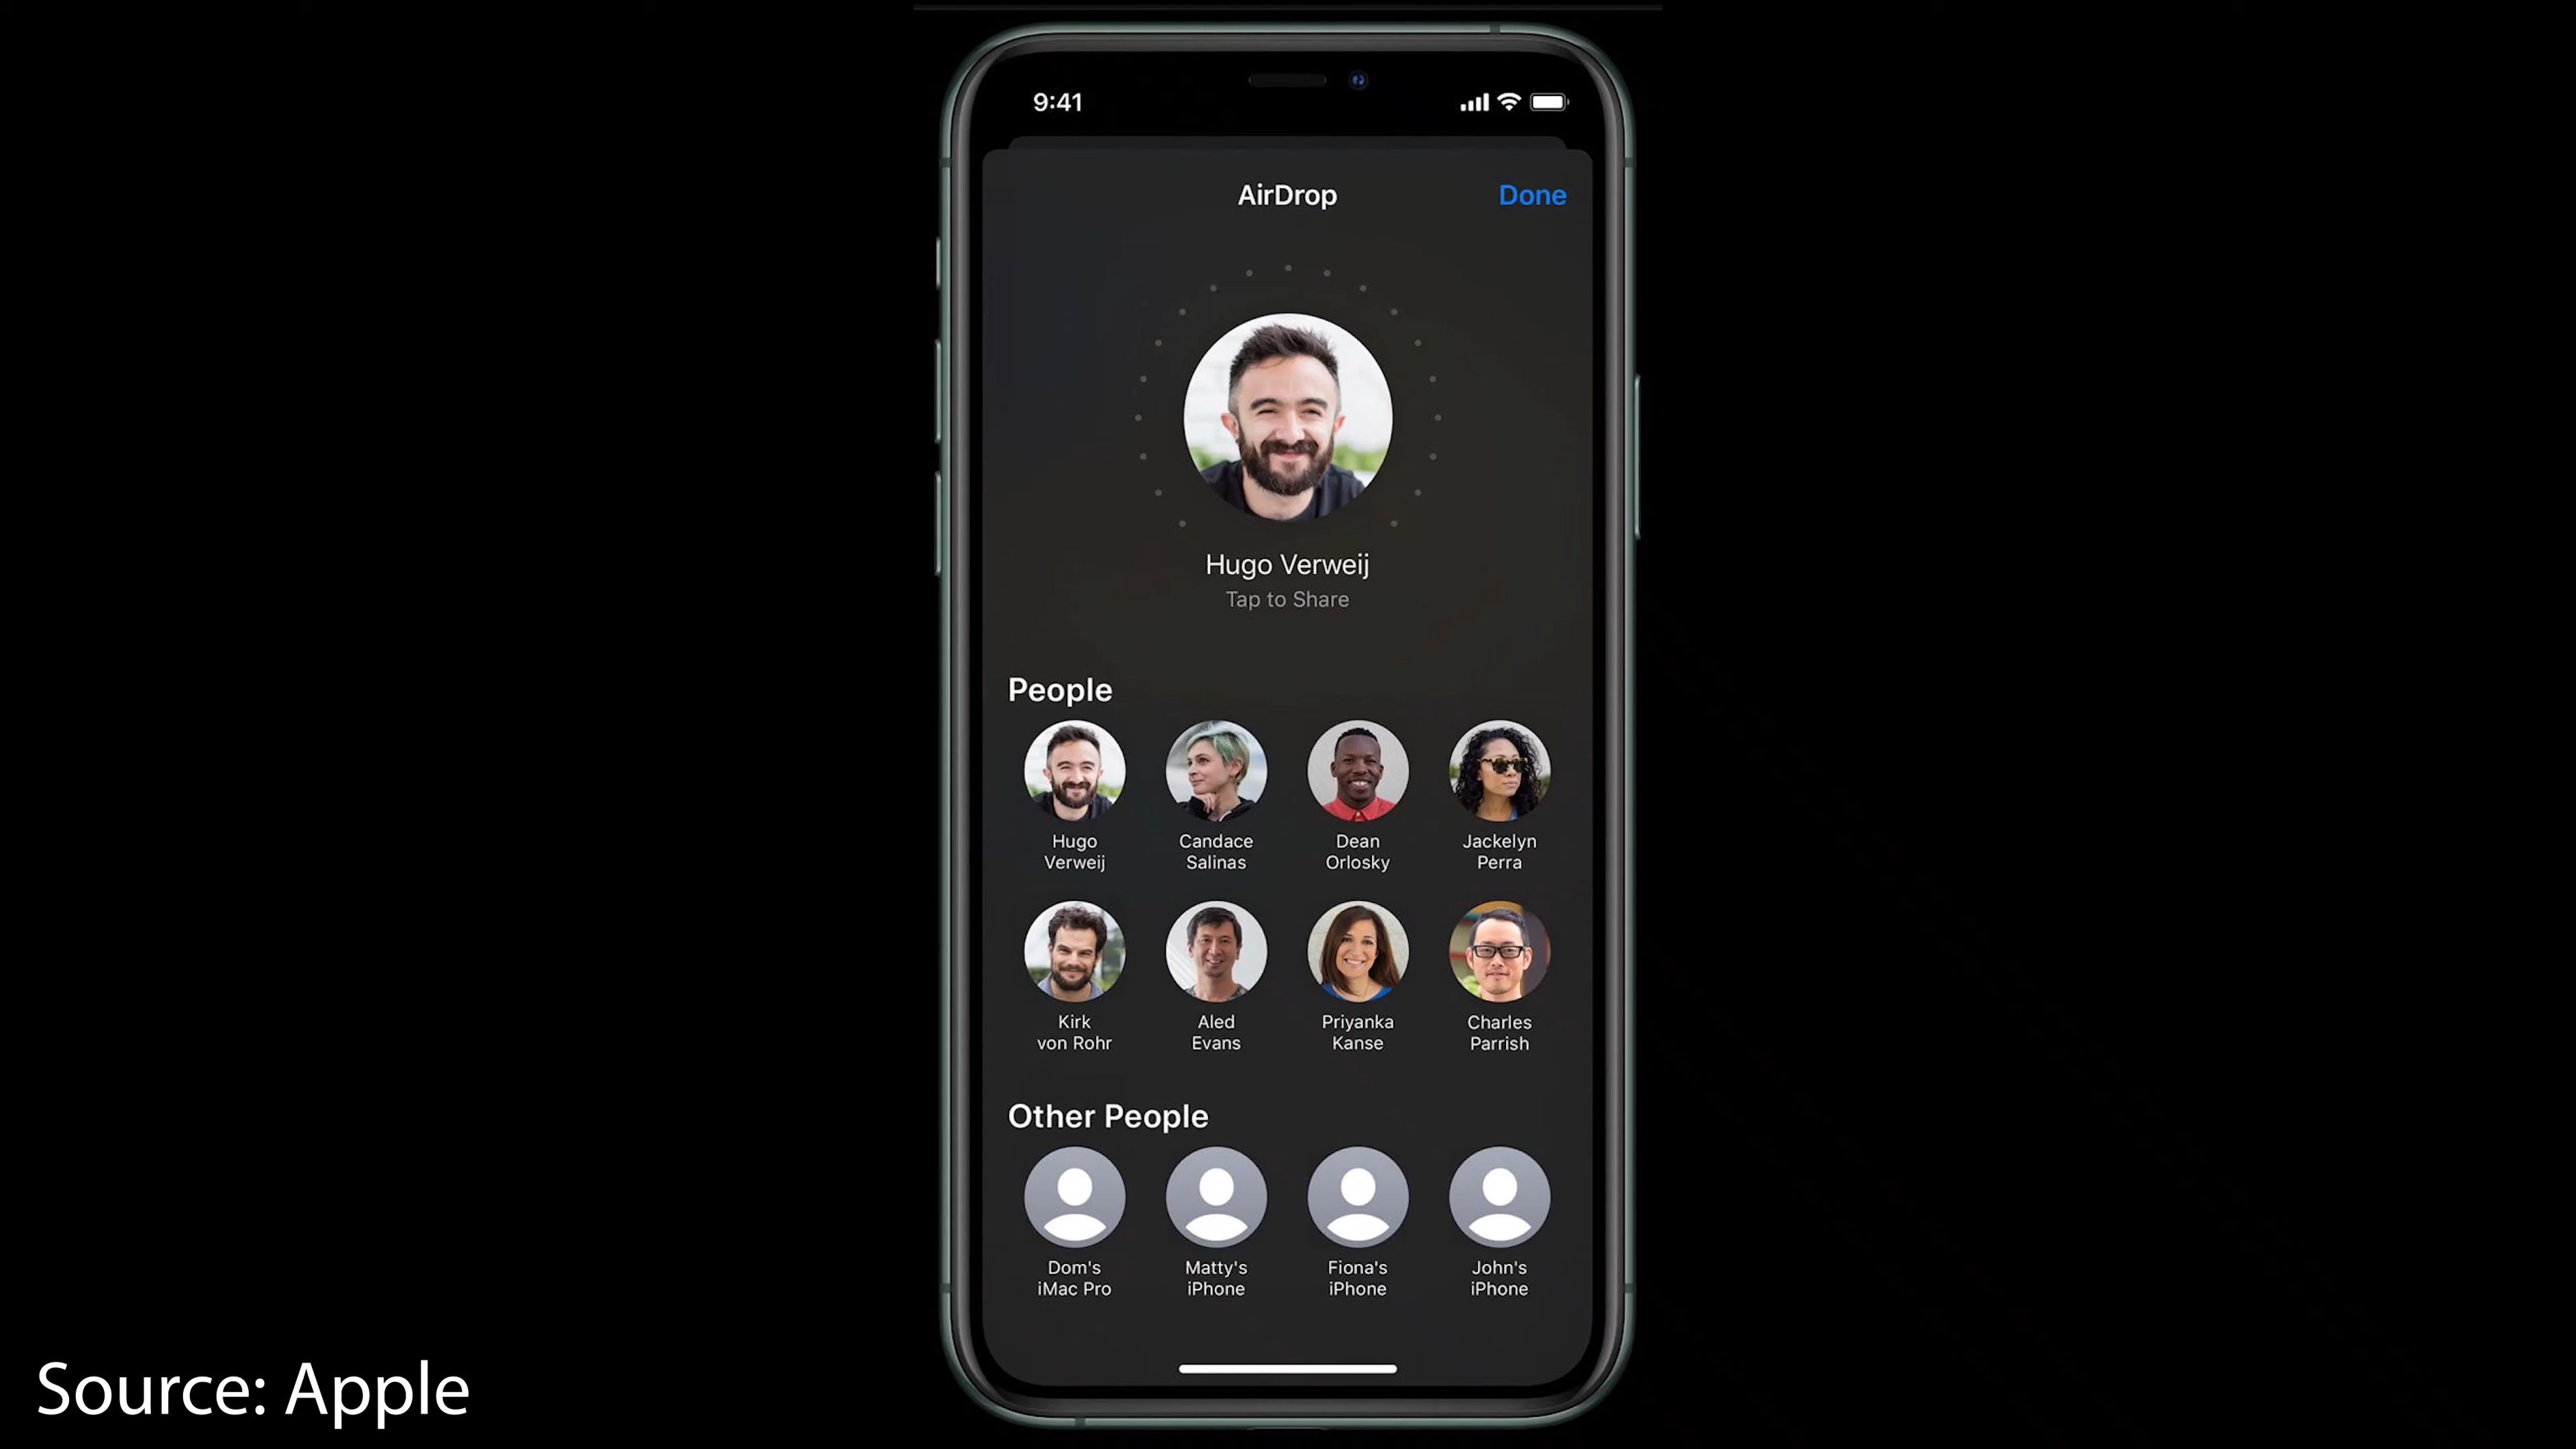 9:41
AirDrop
Done
Hugo Verweij
Tap to Share
People
Hugo
Verweij
Candace
Salinas
Dean
Orlosky
Jackelyn
Perra
Kirk
von Rohr
Aled
Evans
Priyanka
Kanse
Charles
Parrish
Other People
Dom's
iMac Pro
Matty's
iPhone
Fiona's
iPhone
John's
iPhone
Source: Apple